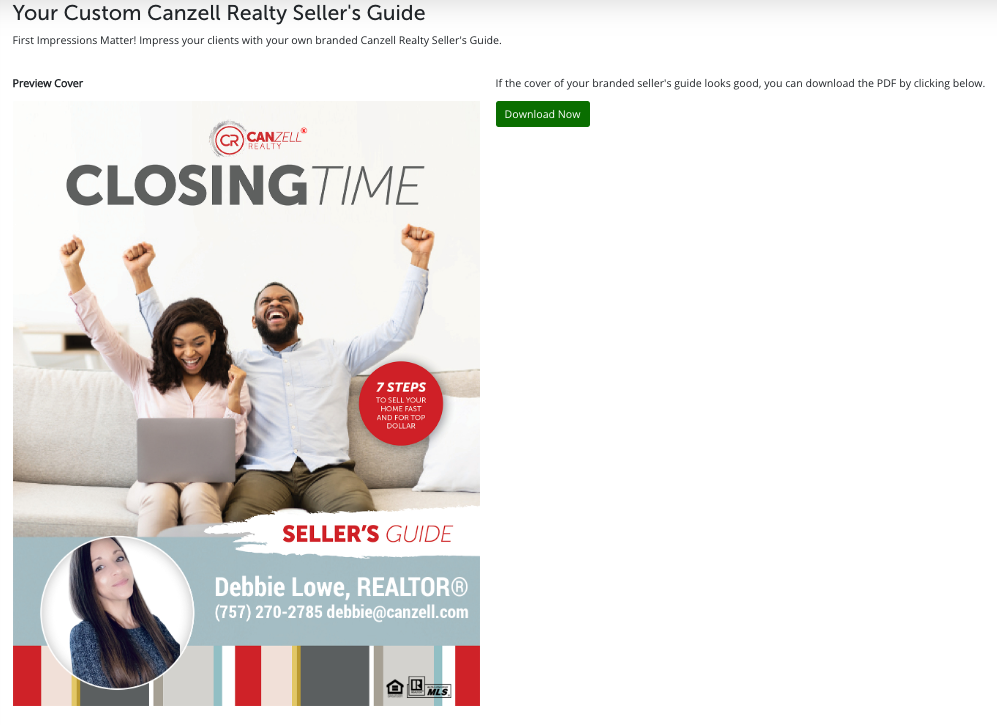 Your Custom Canzell Realty Seller's Guide
First Impressions Matter! Impress your clients with your own branded Canzell Realty Seller's Guide.
Preview Cover
If the cover of your branded seller's guide looks good, you can download the PDF by clicking below.
Download Now
CR CANZELL®
REALTY
CLOSINGTIME
7 STEPS
TO SELL YOUR
HOME FAST
AND FOR TOP
DOLLAR
SELLER'S GUIDE
Debbie Lowe, REALTOR®
(757) 270-2785 debbie@canzell.com
R MLS